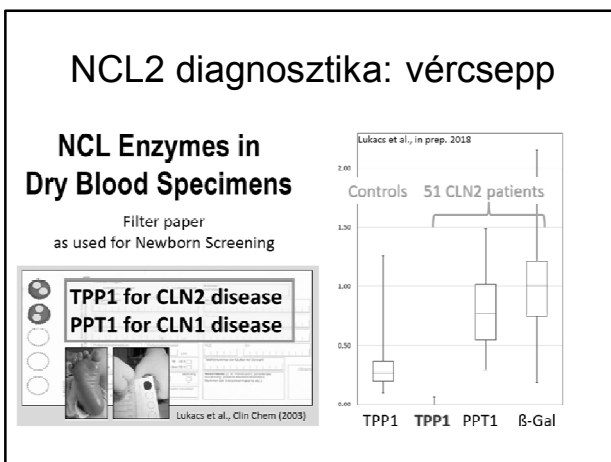 NCL2 diagnosztika: vércsepp
NCL Enzymes in
Dry Blood Specimens
Filter paper
as used for Newborn Screening
TPP1 for CLN2 disease
PPT1 for CLN1 disease
Lukacs et al., Clin Chem (2003)
Lukacs et al., in prep. 2018
2.00
Controls 51 CLN2 patients
1.50
1.00
0.50
0.00
TPP1 TPP1 PPT1 ß-Gal